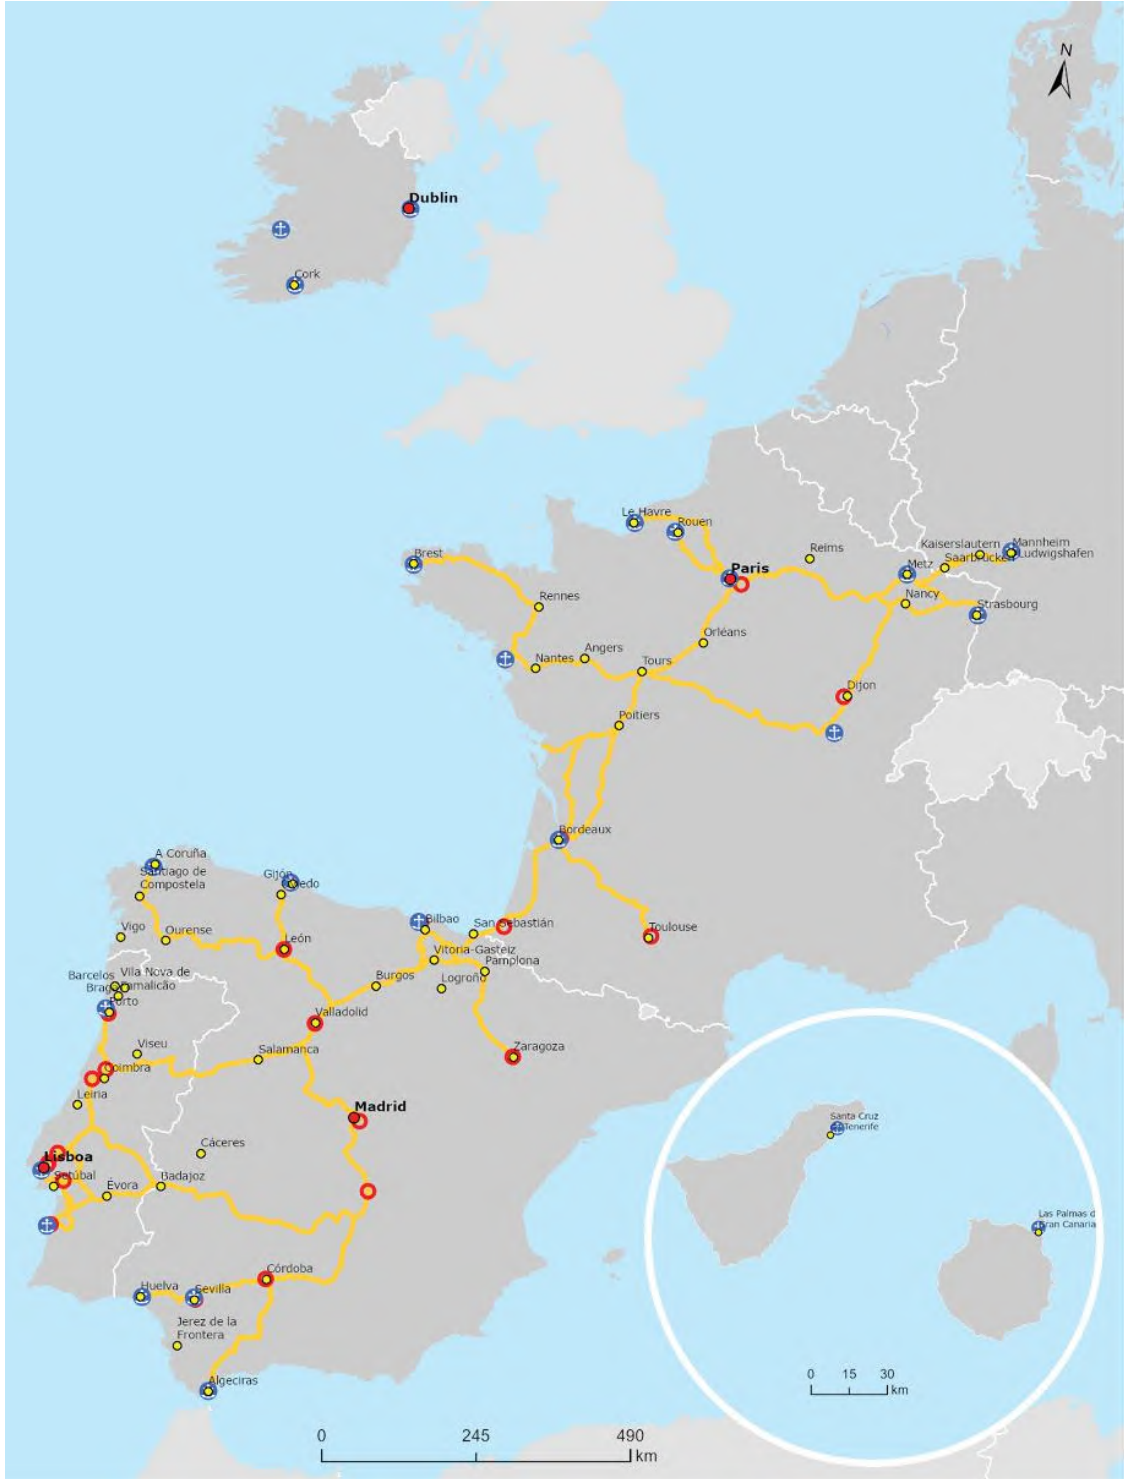 N
Dublin
Cork
Le Havre
Rouen
Paris
Reims
Kaiserslautern
Mannheim
Ludwigshafen
Saarbrücken
Metz
Brest
Rennes
Nancy
Strasbourg
Nantes
Angers
Tours
Orléans
Dijon
Poitiers
Bordeaux
Toulouse
A Coruña
Santiago de
Compostela
Gijón
Vigo
Ourense
León
Bilbao
San Sebastián
Vitoria-Gasteiz
Pamplona
Logroño
Burgos
Barcelos
Vila Nova de
Famalicão
Porto
Valladolid
Zaragoza
Viseu
Salamanca
Coimbra
Leiria
Madrid
Cáceres
Lisboa
Setúbal
Évora
Badajoz
Córdoba
Huelva
Sevilla
Jerez de la
Frontera
Algeciras
Santa Cruz
Tenerife
Las Palmas d
Gran Canaria
0 15 30
km
0 245 490
km